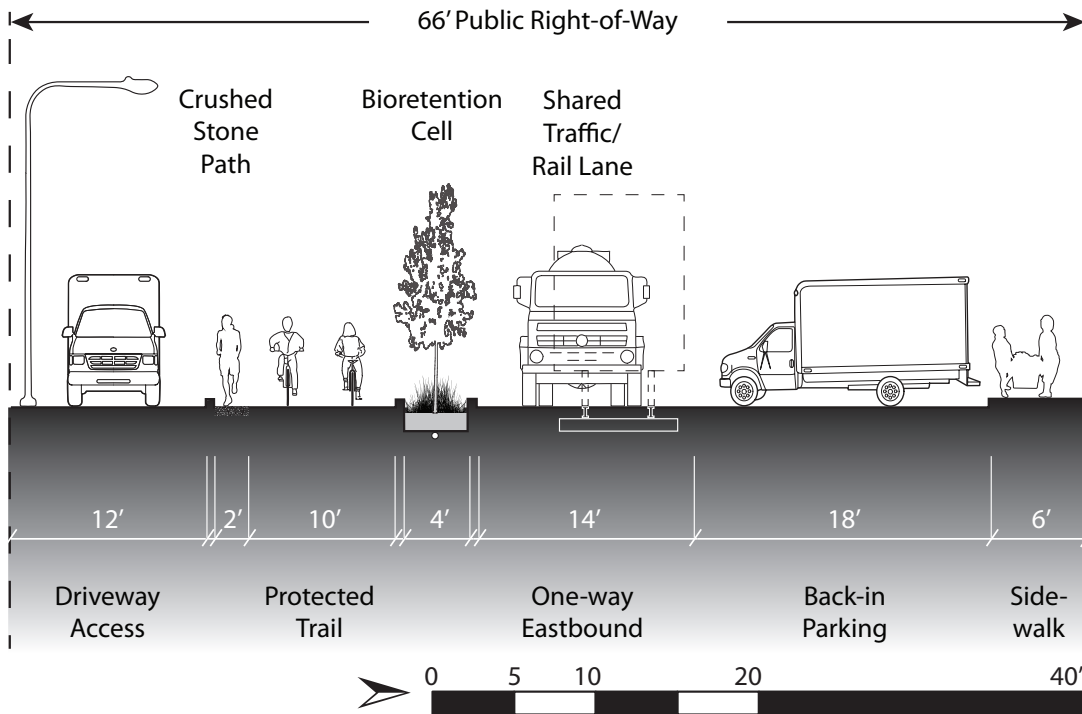 66’ Public Right-of-Way
Crushed
Stone
Path
Bioretention
Cell
Shared
Traffic/
Rail Lane
12’
2’
10’
4’
14’
18’
6’
Driveway
Access
Protected
Trail
One-way
Eastbound
Back-in
Parking
Side-
walk
0
5
10
20
40’